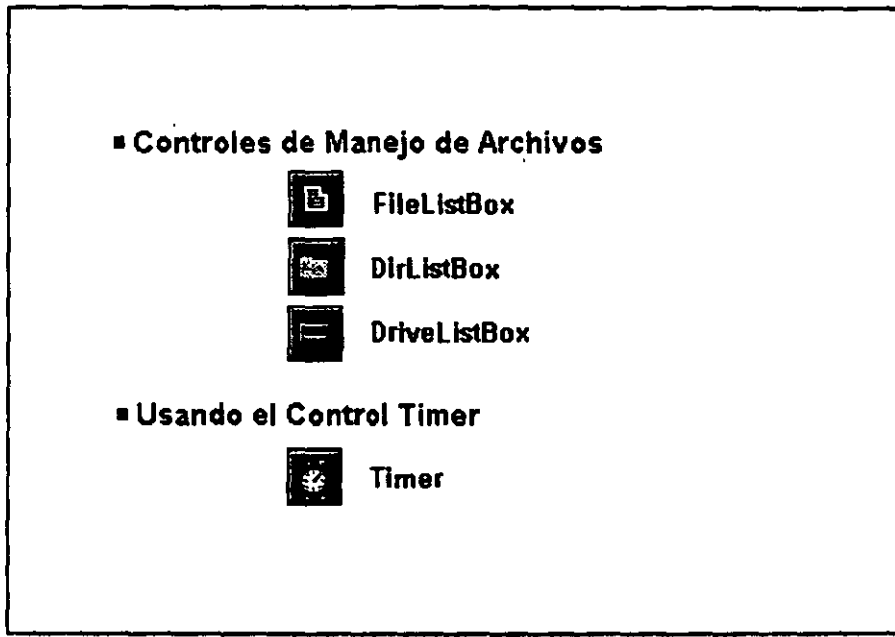 ▪ Controles de Manejo de Archivos
FileListBox
DirListBox
DriveListBox
▪ Usando el Control Timer
Timer